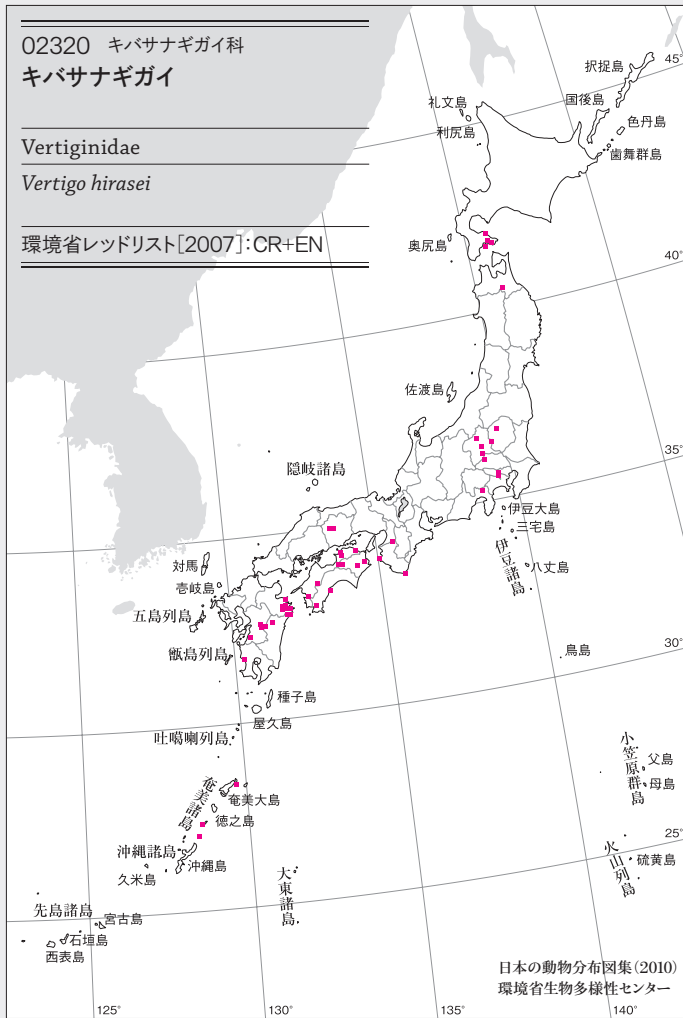 02320 キバサナギガイ科
キバサナギガイ
Vertiginidae
Vertigo hirasei
環境省レッドリスト[2007]:CR+EN
択捉島
45°
国後島
礼文島
色丹島
利尻島
歯舞群島
奥尻島
40°
佐渡島
35°
隠岐諸島
伊豆大島
三宅島
伊豆諸島
八丈島
対馬
壱岐島
五島列島
甑島列島
鳥島
30°
種子島
屋久島
吐噶喇列島
小笠原群島
父島
母島
奄美諸島
奄美大島
徳之島
沖縄諸島
沖縄島
久米島
25°
火山列島
硫黄島
大東諸島
先島諸島
宮古島
石垣島
西表島
日本の動物分布図集(2010)
環境省生物多様性センター
125°
130°
135°
140°